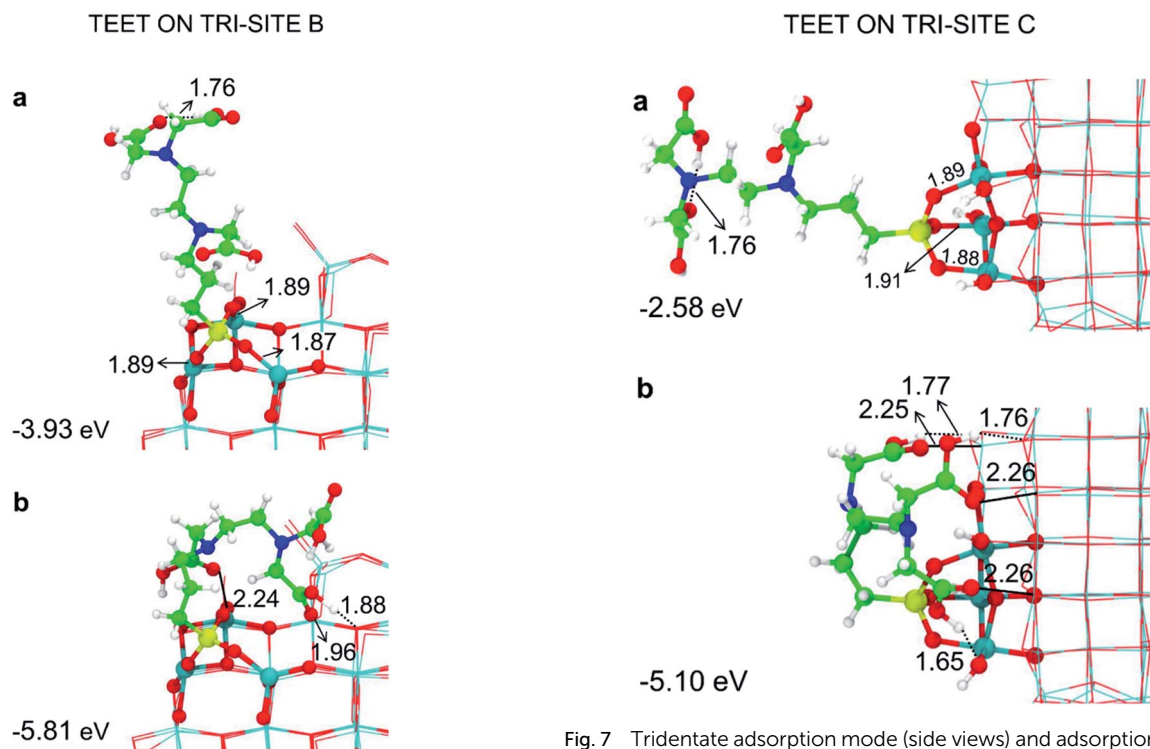 TEET ON TRI-SITE B
a
1.76
1.89
1.87
1.89
-3.93 eV
b
2.24
1.88
1.96
-5.81 eV
TEET ON TRI-SITE C
a
1.89
1.76
1.91
1.88
-2.58 eV
b
1.77
2.25
1.76
2.26
2.26
1.65
-5.10 eV
Fig. 7 Tridentate adsorption mode (side views) and adsorption